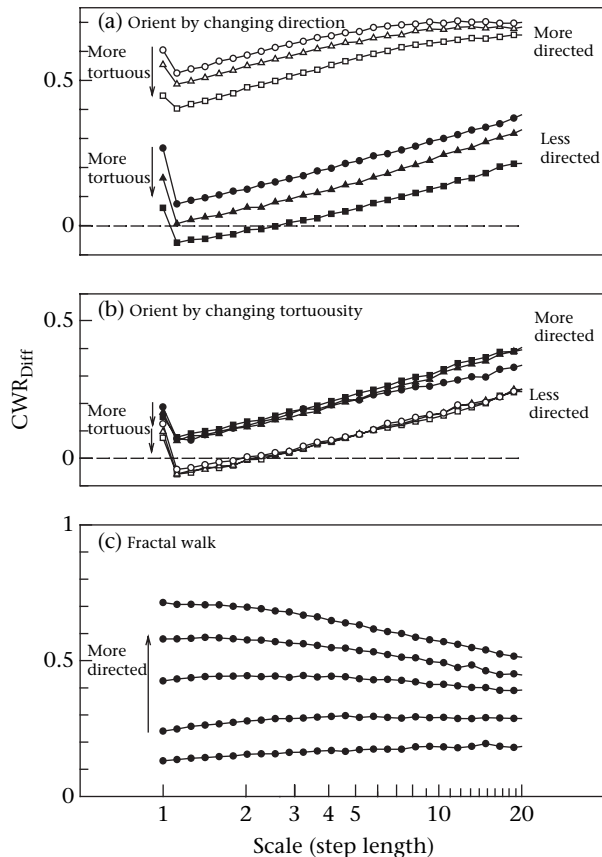 (a) Orient by changing direction
More
tortuous
More
directed
0.5
More
tortuous
Less
directed
0
(b) Orient by changing tortuousity
0.5
More
directed
CWRDiff
More
tortuous
Less
directed
0
1
(c) Fractal walk
More
directed
0.5
0
1 2 3 4 5 10 20
Scale (step length)